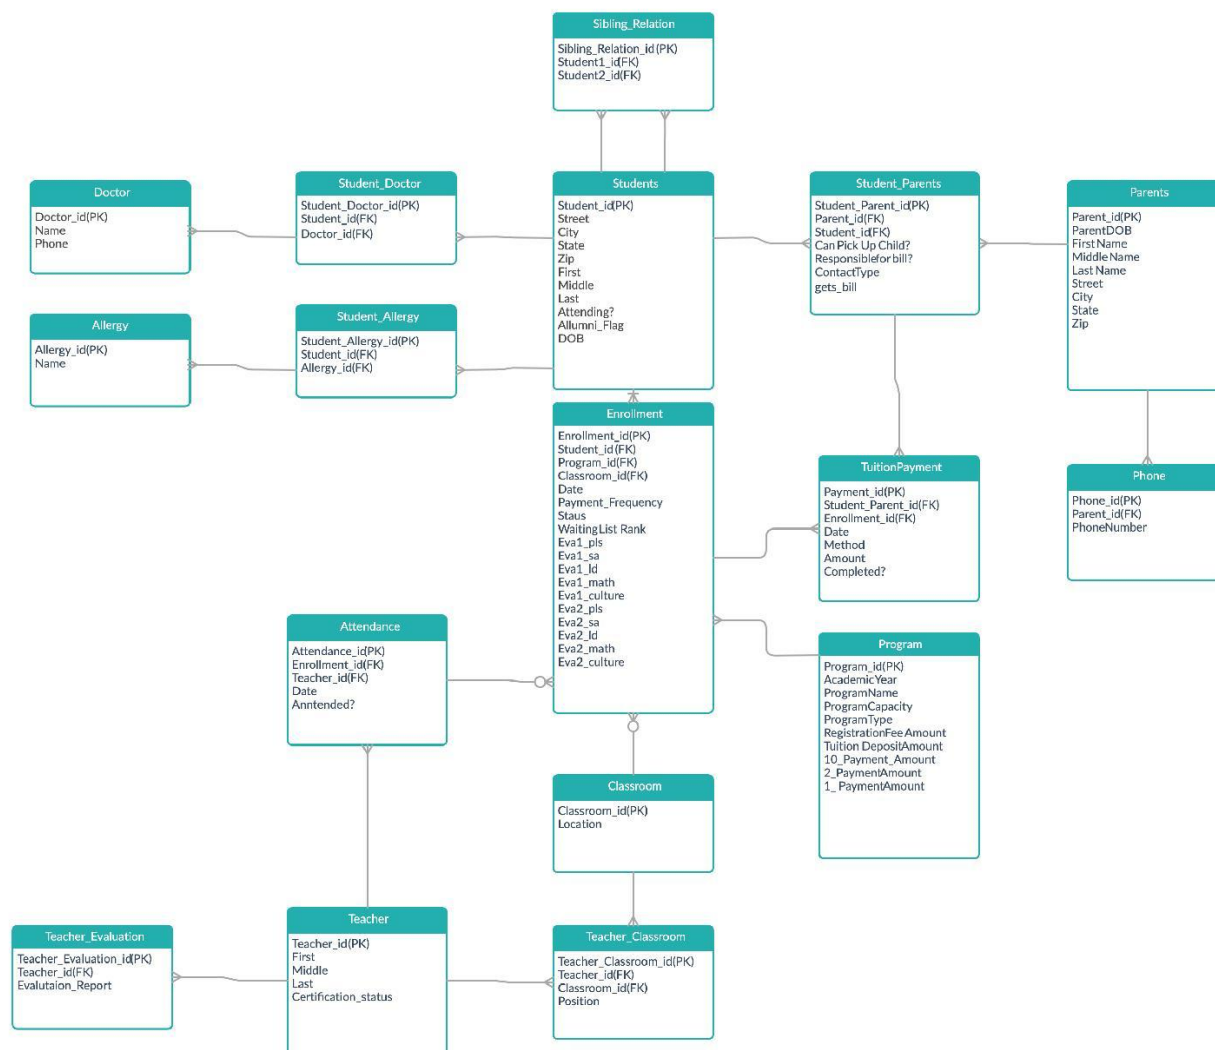 Sibling_Relation
Sibling_Relation_id(PK)
Student1_id(FK)
Student2_id(FK)
Doctor
Doctor_id(PK)
Name
Phone
Student_Doctor
Student_Doctor_id(PK)
Student_id(FK)
Doctor_id(FK)
Students
Student_id(PK)
Street
City
State
Zip
First
Middle
Last
Attending?
Allumni_Flag
DOB
Student_Parents
Student_Parent_id(PK)
Parent_id(FK)
Student_id(FK)
Can Pick Up Child?
Responsible for bill?
ContactType
gets_bill
Parents
Parent_id(PK)
ParentDOB
First Name
Middle Name
Last Name
Street
City
State
Zip
Allergy
Allergy_id(PK)
Name
Student_Allergy
Student_Allergy_id(PK)
Student_id(FK)
Allergy_id(FK)
Enrollment
Enrollment_id(PK)
Student_id(FK)
Program_id(FK)
Classroom_id(FK)
Date
Payment_Frequency
Staus
Waiting List Rank
Eva1_pls
Eva1_sa
Eva1_ld
Eva1_math
Eva1_culture
Eva2_pls
Eva2_sa
Eva2_ld
Eva2_math
Eva2_culture
TuitionPayment
Payment_id(PK)
Student_Parent_id(FK)
Enrollment_id(FK)
Date
Method
Amount
Completed?
Phone
Phone_id(PK)
Parent_id(FK)
PhoneNumber
Attendance
Attendance_id(PK)
Enrollment_id(FK)
Teacher_id(FK)
Date
Anntended?
Program
Program_id(PK)
AcademicYear
ProgramName
ProgramCapacity
ProgramType
RegistrationFee Amount
Tuition DepositAmount
10_Payment_Amount
2_PaymentAmount
1_ PaymentAmount
Classroom
Classroom_id(PK)
Location
Teacher_Evaluation
Teacher_Evaluation_id(PK)
Teacher_id(FK)
Evalutaion_Report
Teacher
Teacher_id(PK)
First
Middle
Last
Certification_status
Teacher_Classroom
Teacher_Classroom_id(PK)
Teacher_id(FK)
Classroom_id(FK)
Position